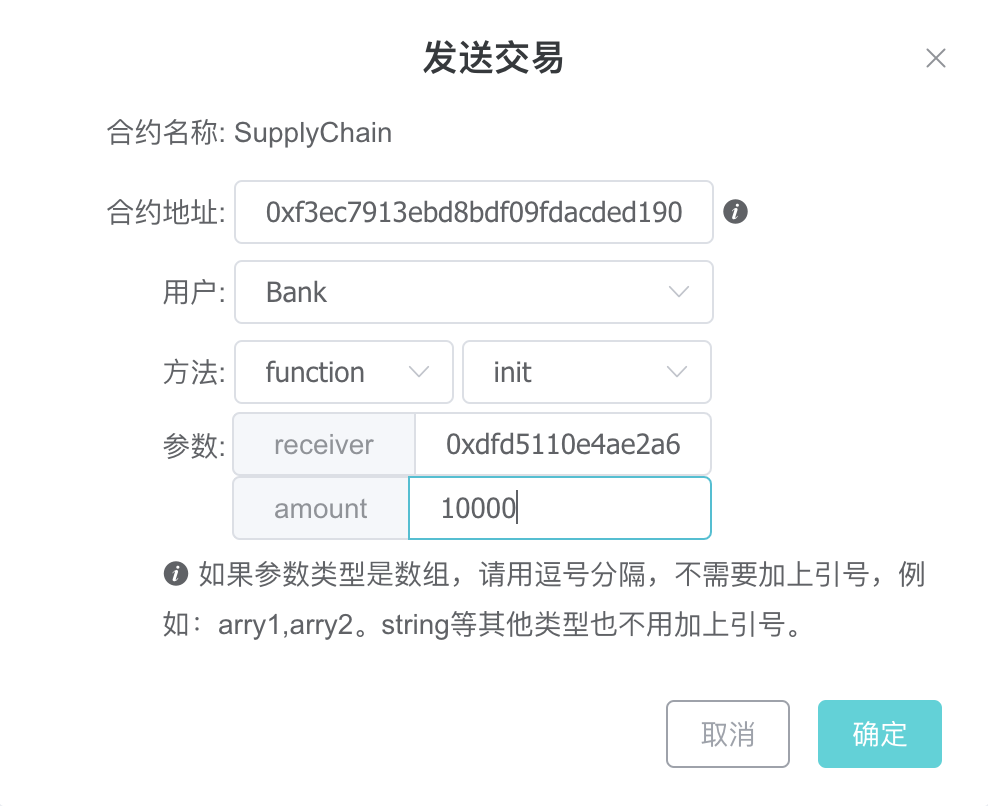 发送交易
合约名称: SupplyChain
合约地址: 0xf3ec7913ebd8bdf09fdacded190
用户: Bank
方法: function init
参数: receiver 0xdfd5110e4ae2a6
amount 10000
如果参数类型是数组，请用逗号分隔，不需要加上引号，例
如：arry1,arry2。string等其他类型也不用加上引号。
取消 确定